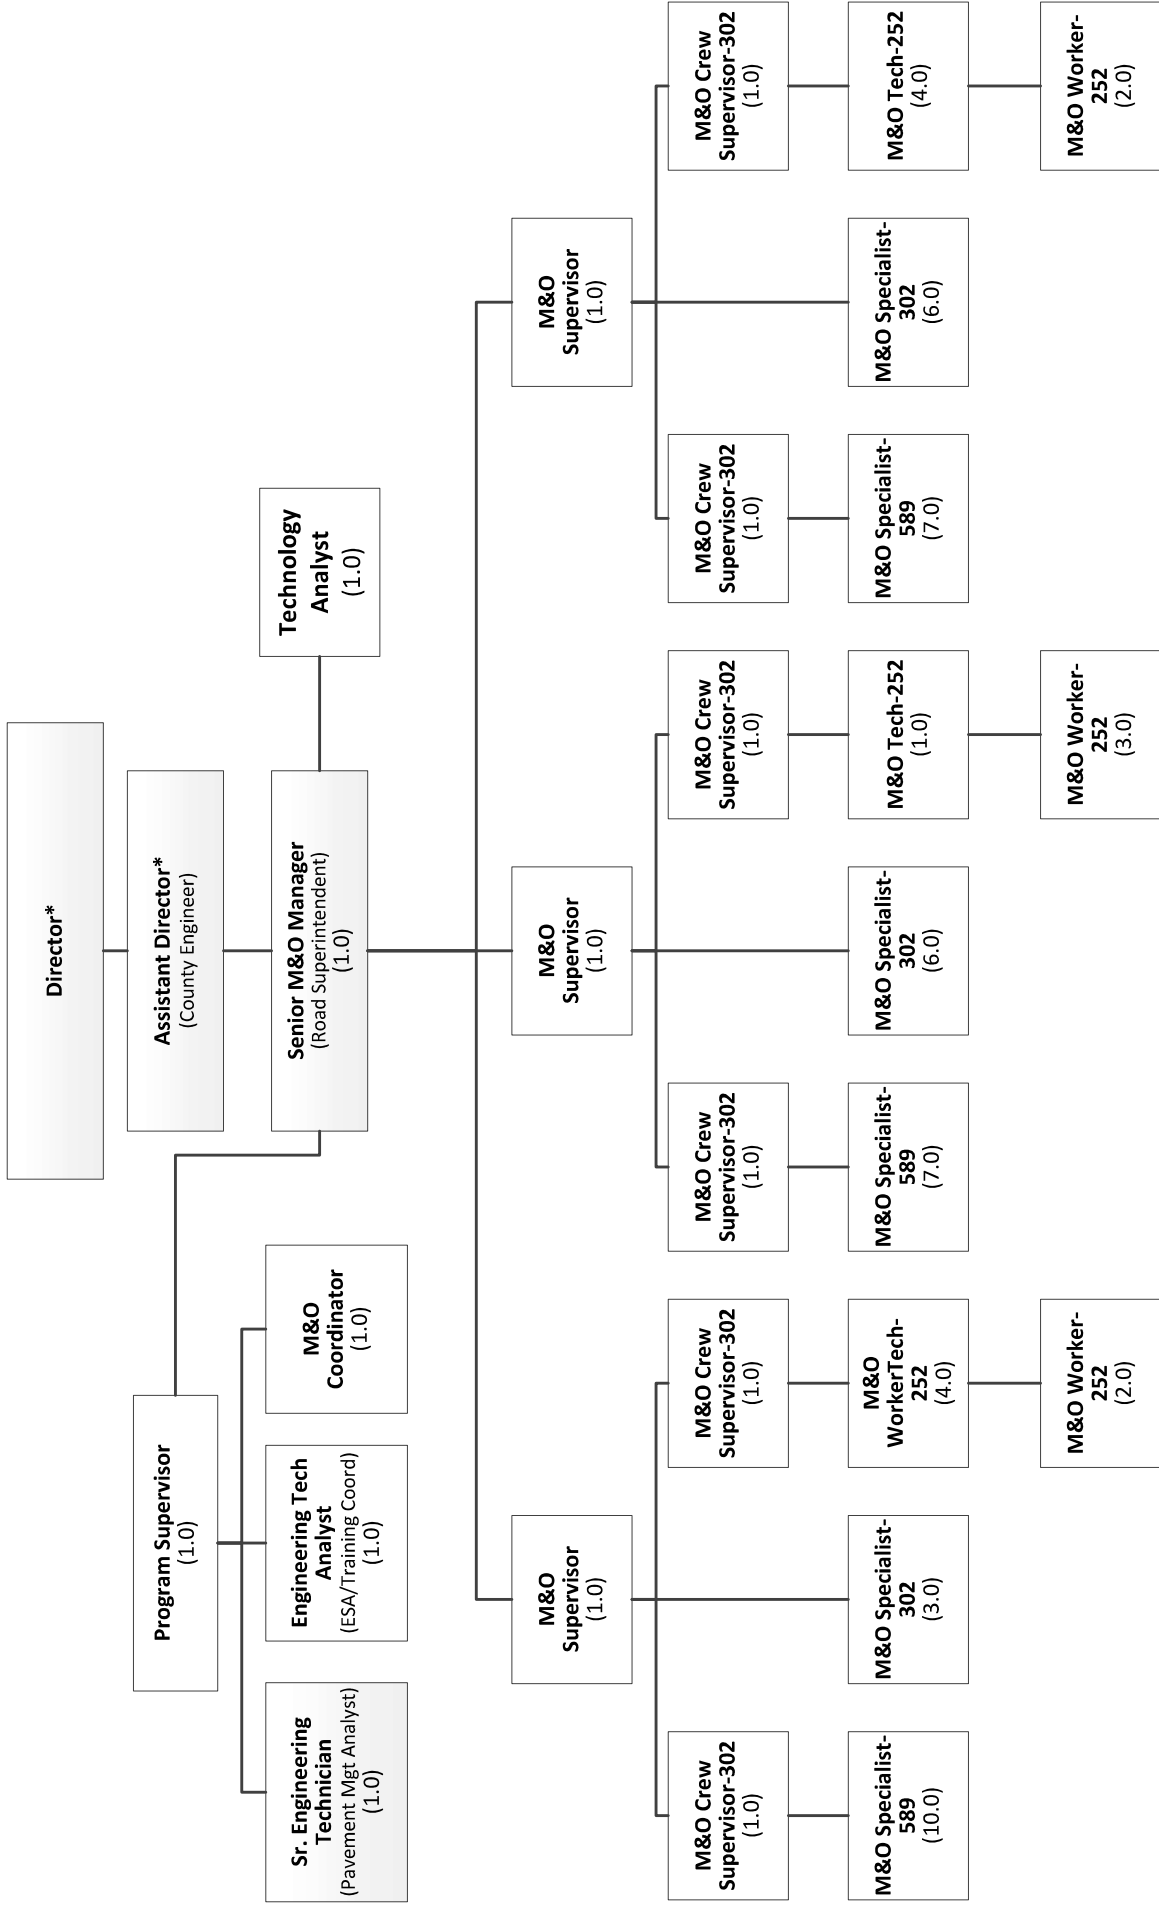 Director*
Assistant Director*
(County Engineer)
Senior M&O Manager
(Road Superintendent)
(1.0)
Technology
Analyst
(1.0)
Program Supervisor
(1.0)
Sr. Engineering
Technician
(Pavement Mgt Analyst)
(1.0)
Engineering Tech
Analyst
(ESA/Training Coord)
(1.0)
M&O
Coordinator
(1.0)
M&O
Supervisor
(1.0)
M&O Crew
Supervisor-302
(1.0)
M&O Specialist-
589
(10.0)
M&O Specialist-
302
(3.0)
M&O Crew
Supervisor-302
(1.0)
M&O
WorkerTech-
252
(4.0)
M&O Worker-
252
(2.0)
M&O
Supervisor
(1.0)
M&O Crew
Supervisor-302
(1.0)
M&O Specialist-
589
(7.0)
M&O Specialist-
302
(6.0)
M&O Crew
Supervisor-302
(1.0)
M&O Tech-252
(1.0)
M&O Worker-
252
(3.0)
M&O
Supervisor
(1.0)
M&O Crew
Supervisor-302
(1.0)
M&O Specialist-
589
(7.0)
M&O Specialist-
302
(6.0)
M&O Crew
Supervisor-302
(1.0)
M&O Tech-252
(4.0)
M&O Worker-
252
(2.0)